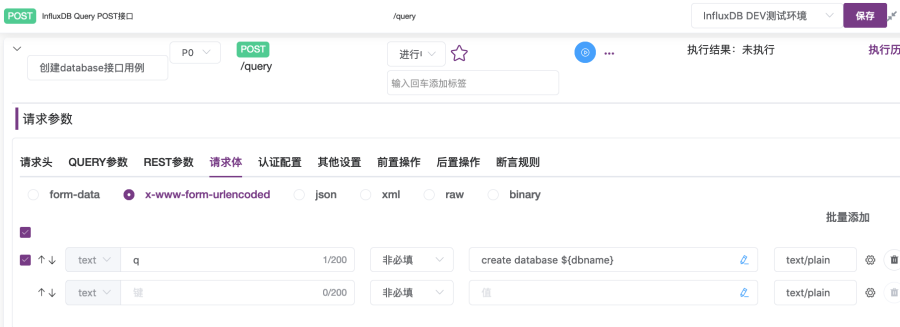 POST InfluxDB Query POST接口 /query InfluxDB DEV测试环境 保存
创建database接口用例 P0 POST 进行 执行结果：未执行 执行历
/query
输入回车添加标签
请求参数
请求头 QUERY参数 REST参数 请求体 认证配置 其他设置 前置操作 后置操作 断言规则
form-data x-www-form-urlencoded json xml raw binary
批量添加
text q 1/200 非必填 create database ${dbname} text/plain
text 键 0/200 非必填 值 text/plain